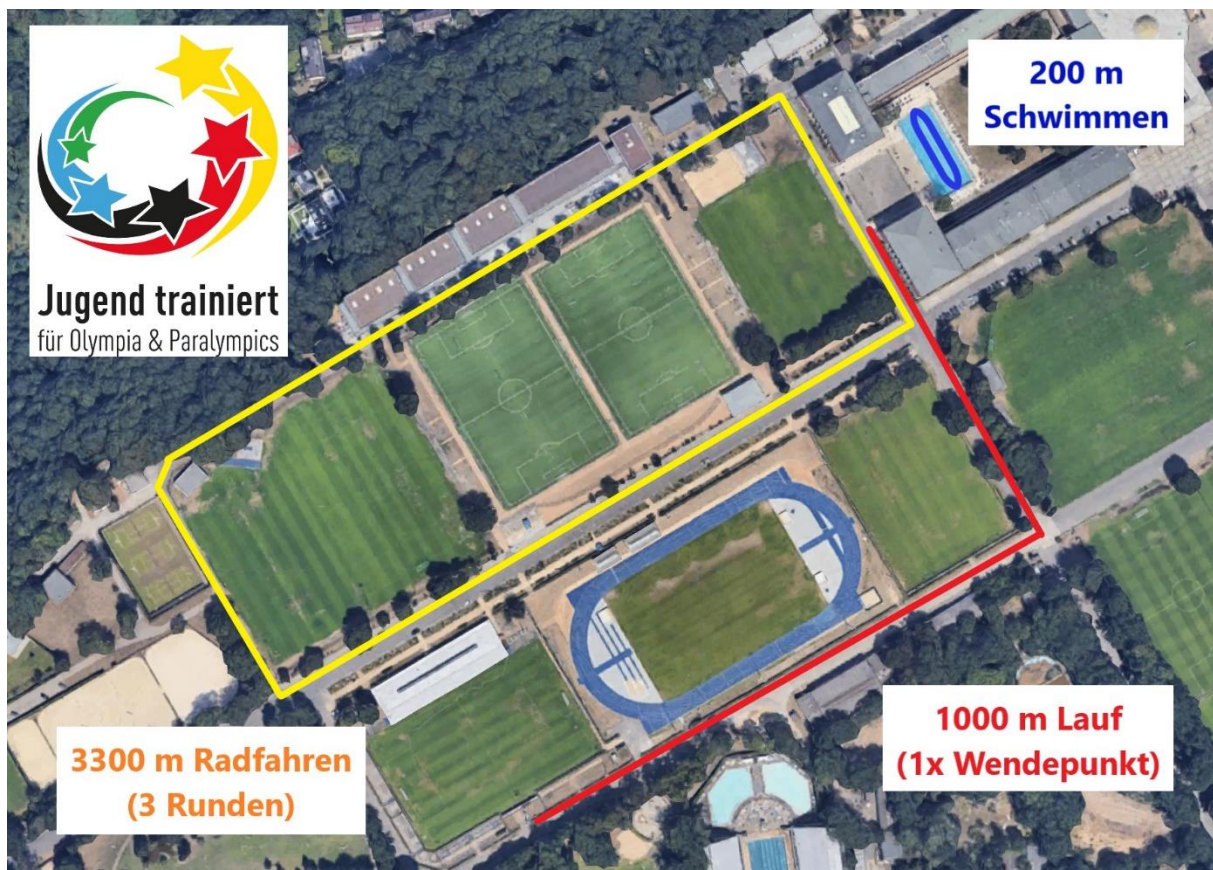 Jugend trainiert
für Olympia & Paralympics
200 m
Schwimmen
3300 m Radfahren
(3 Runden)
1000 m Lauf
(1x Wendepunkt)